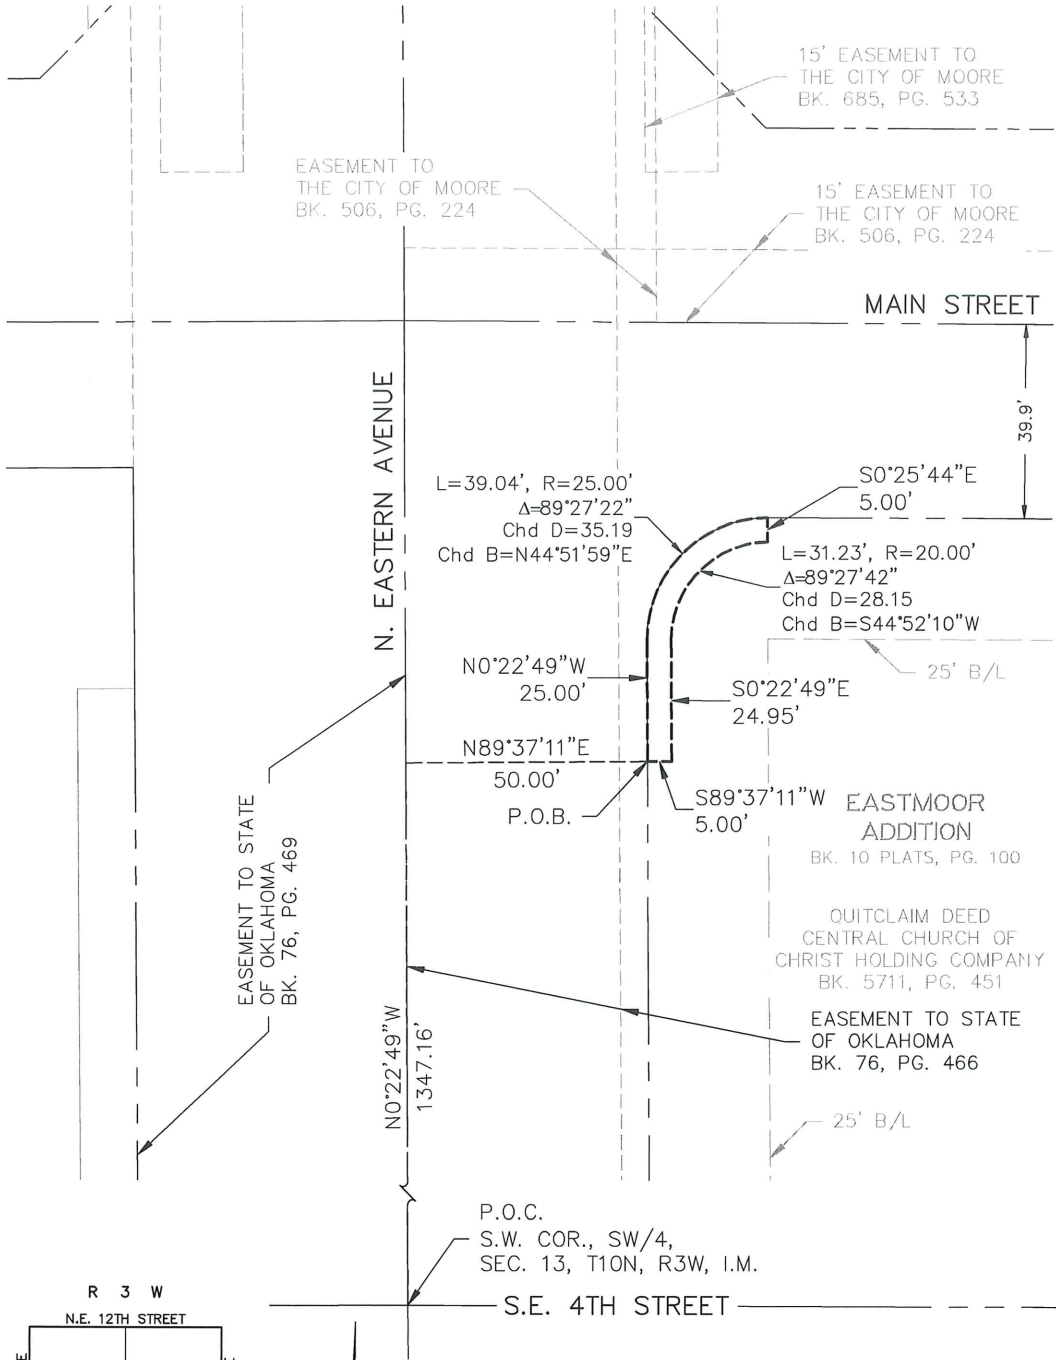 15' EASEMENT TO
THE CITY OF MOORE
BK. 685, PG. 533
EASEMENT TO
THE CITY OF MOORE
BK. 506, PG. 224
15' EASEMENT TO
THE CITY OF MOORE
BK. 506, PG. 224
MAIN STREET
39.9'
N. EASTERN AVENUE
L=39.04', R=25.00'
Δ=89°27'22"
Chd D=35.19
Chd B=N44°51'59"E
S0°25'44"E
5.00'
L=31.23', R=20.00'
Δ=89°27'42"
Chd D=28.15
Chd B=S44°52'10"W
25' B/L
N0°22'49"W
25.00'
S0°22'49"E
24.95'
N89°37'11"E
50.00'
P.O.B.
S89°37'11"W
5.00'
EASTMOOR
ADDITION
BK. 10 PLATS, PG. 100
EASEMENT TO STATE
OF OKLAHOMA
BK. 76, PG. 469
QUITCLAIM DEED
CENTRAL CHURCH OF
CHRIST HOLDING COMPANY
BK. 5711, PG. 451
EASEMENT TO STATE
OF OKLAHOMA
BK. 76, PG. 466
N0°22'49"W
1347.16'
25' B/L
P.O.C.
S.W. COR., SW/4,
SEC. 13, T10N, R3W, I.M.
S.E. 4TH STREET
R 3 W
N.E. 12TH STREET